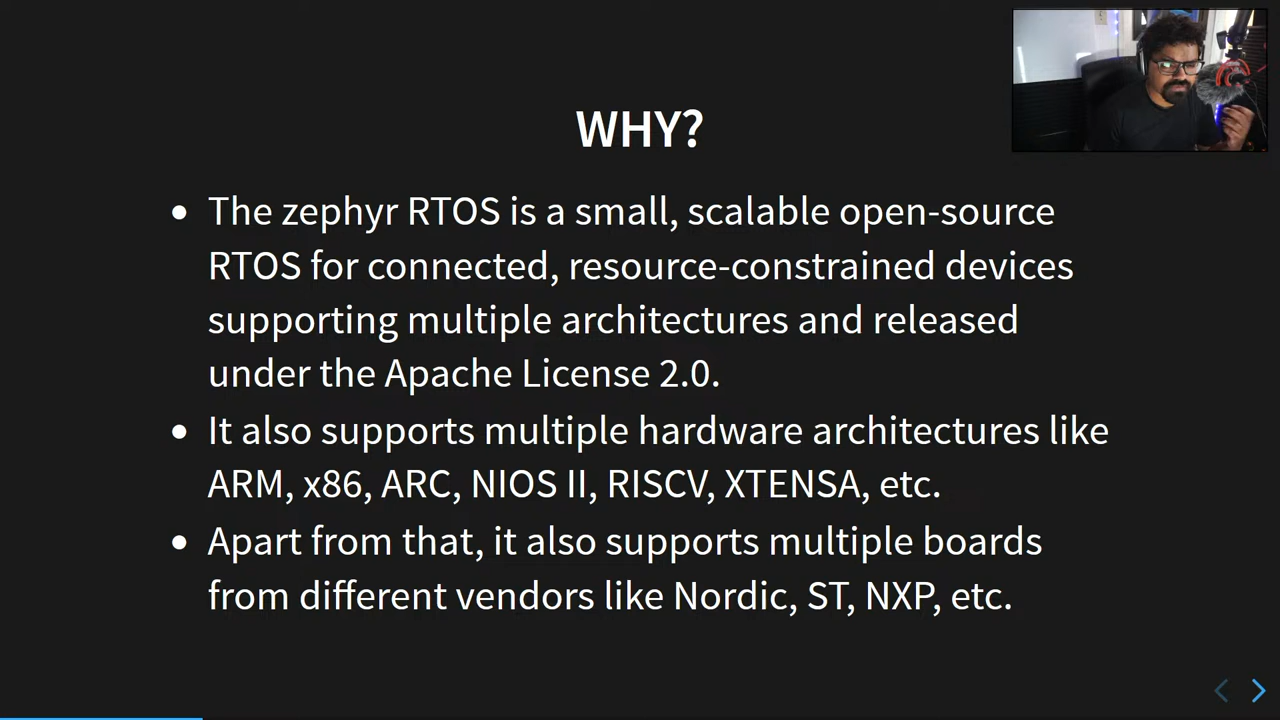 WHY?
• The zephyr RTOS is a small, scalable open-source
RTOS for connected, resource-constrained devices
supporting multiple architectures and released
under the Apache License 2.0.
• It also supports multiple hardware architectures like
ARM, x86, ARC, NIOS II, RISCV, XTENSA, etc.
• Apart from that, it also supports multiple boards
from different vendors like Nordic, ST, NXP, etc.